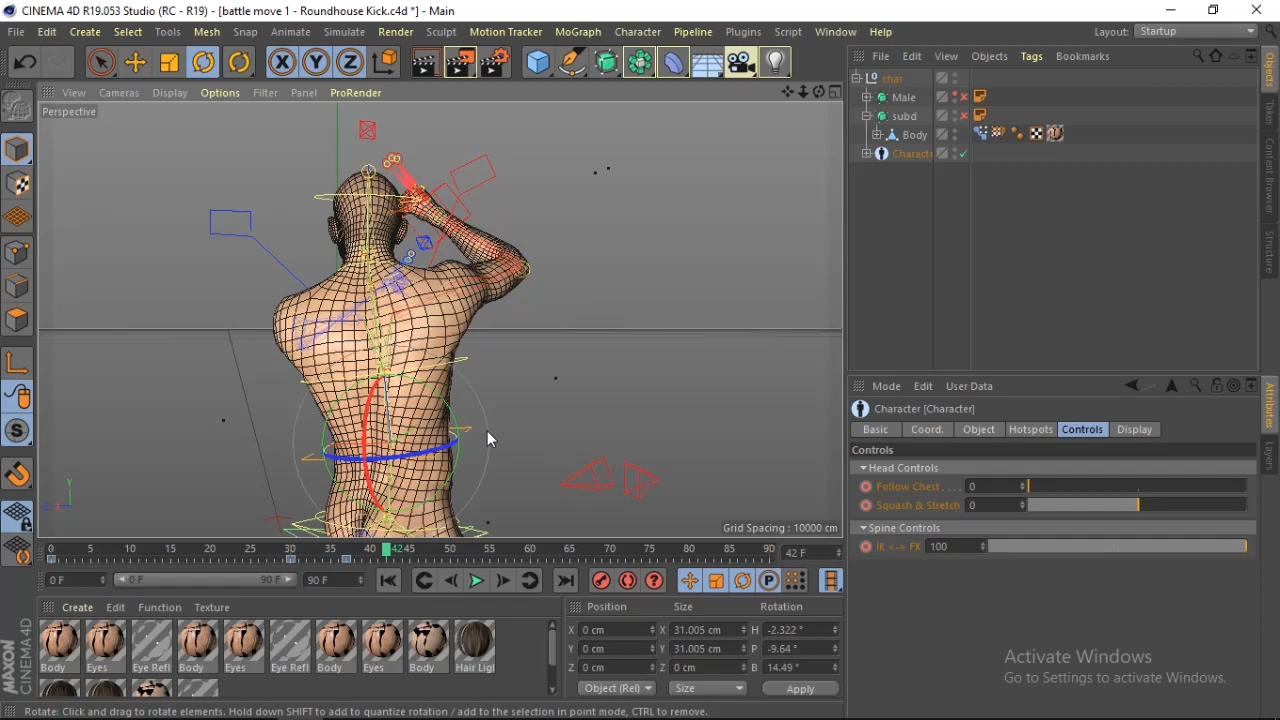 CINEMA 4D R19.053 Studio (RC - R19) - [battle move 1 - Roundhouse Kick.c4d *] - Main
File Edit Create Select Tools Mesh Snap Animate Simulate Render Sculpt Motion Tracker MoGraph Character Pipeline Plugins Script Window Help Layout: Startup
View Cameras Display Options Filter Panel ProRender
File Edit View Objects Tags Bookmarks
Perspective
char
Male
subd
Body
Charact
Objects
Takes
Content Browser
Structure
Y
X
Grid Spacing : 10000 cm
Mode Edit User Data
Character [Character]
Basic Coord. Object Hotspots Controls Display
Controls
Head Controls
Follow Chest . . . . 0
Squash & Stretch 0
Spine Controls
IK <-> FK 100
Attributes
Layers
0 5 10 15 20 25 30 35 40 42 45 50 55 60 65 70 75 80 85 90 42 F
0 F 0 F 90 F 90 F
Create Edit Function Texture
Body Eyes Eye Refl Body Eyes Eye Refl Body Eyes Body Hair Ligl
Position Size Rotation
X 0 cm X 31.005 cm H -2.322 °
Y 0 cm Y 31.005 cm P -9.64 °
Z 0 cm Z 0 cm B 14.49 °
Object (Rel) Size Apply
MAXON CINEMA 4D
Activate Windows
Go to Settings to activate Windows.
Rotate: Click and drag to rotate elements. Hold down SHIFT to add to quantize rotation / add to the selection in point mode, CTRL to remove.